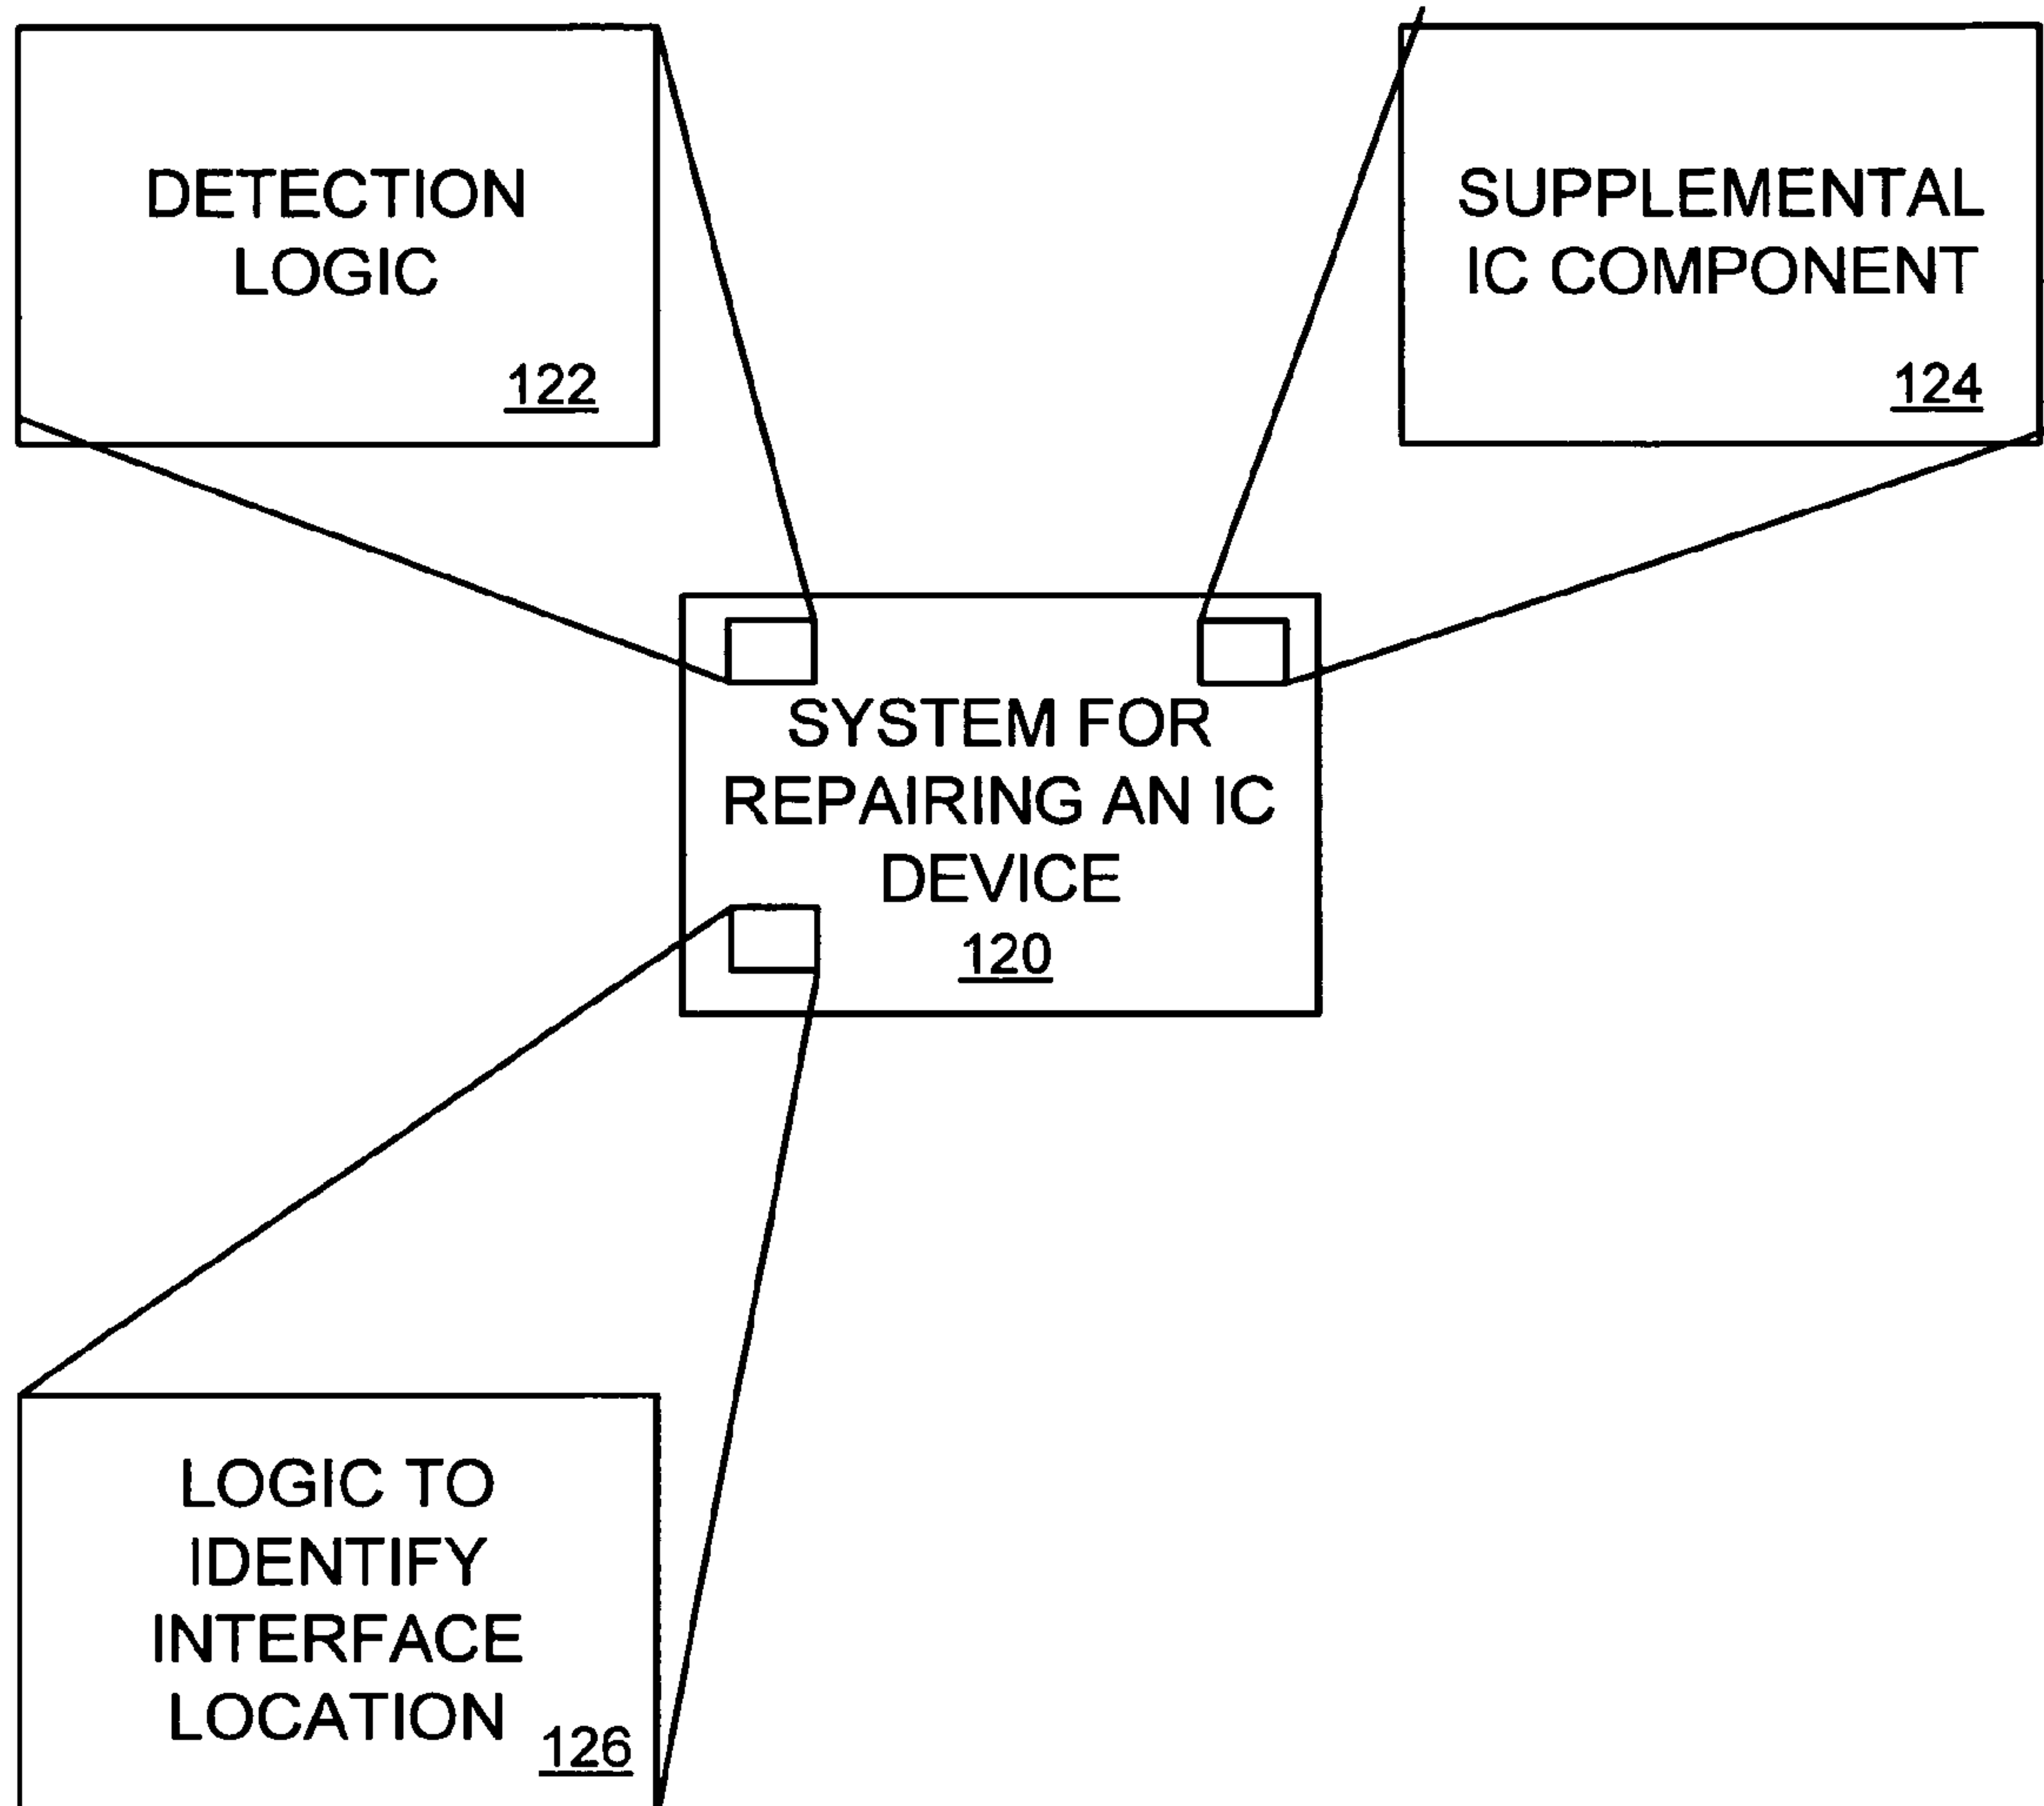 DETECTION
LOGIC
122
SUPPLEMENTAL
IC COMPONENT
124
SYSTEM FOR
REPAIRING AN IC
DEVICE
120
LOGIC TO
IDENTIFY
INTERFACE
LOCATION
126